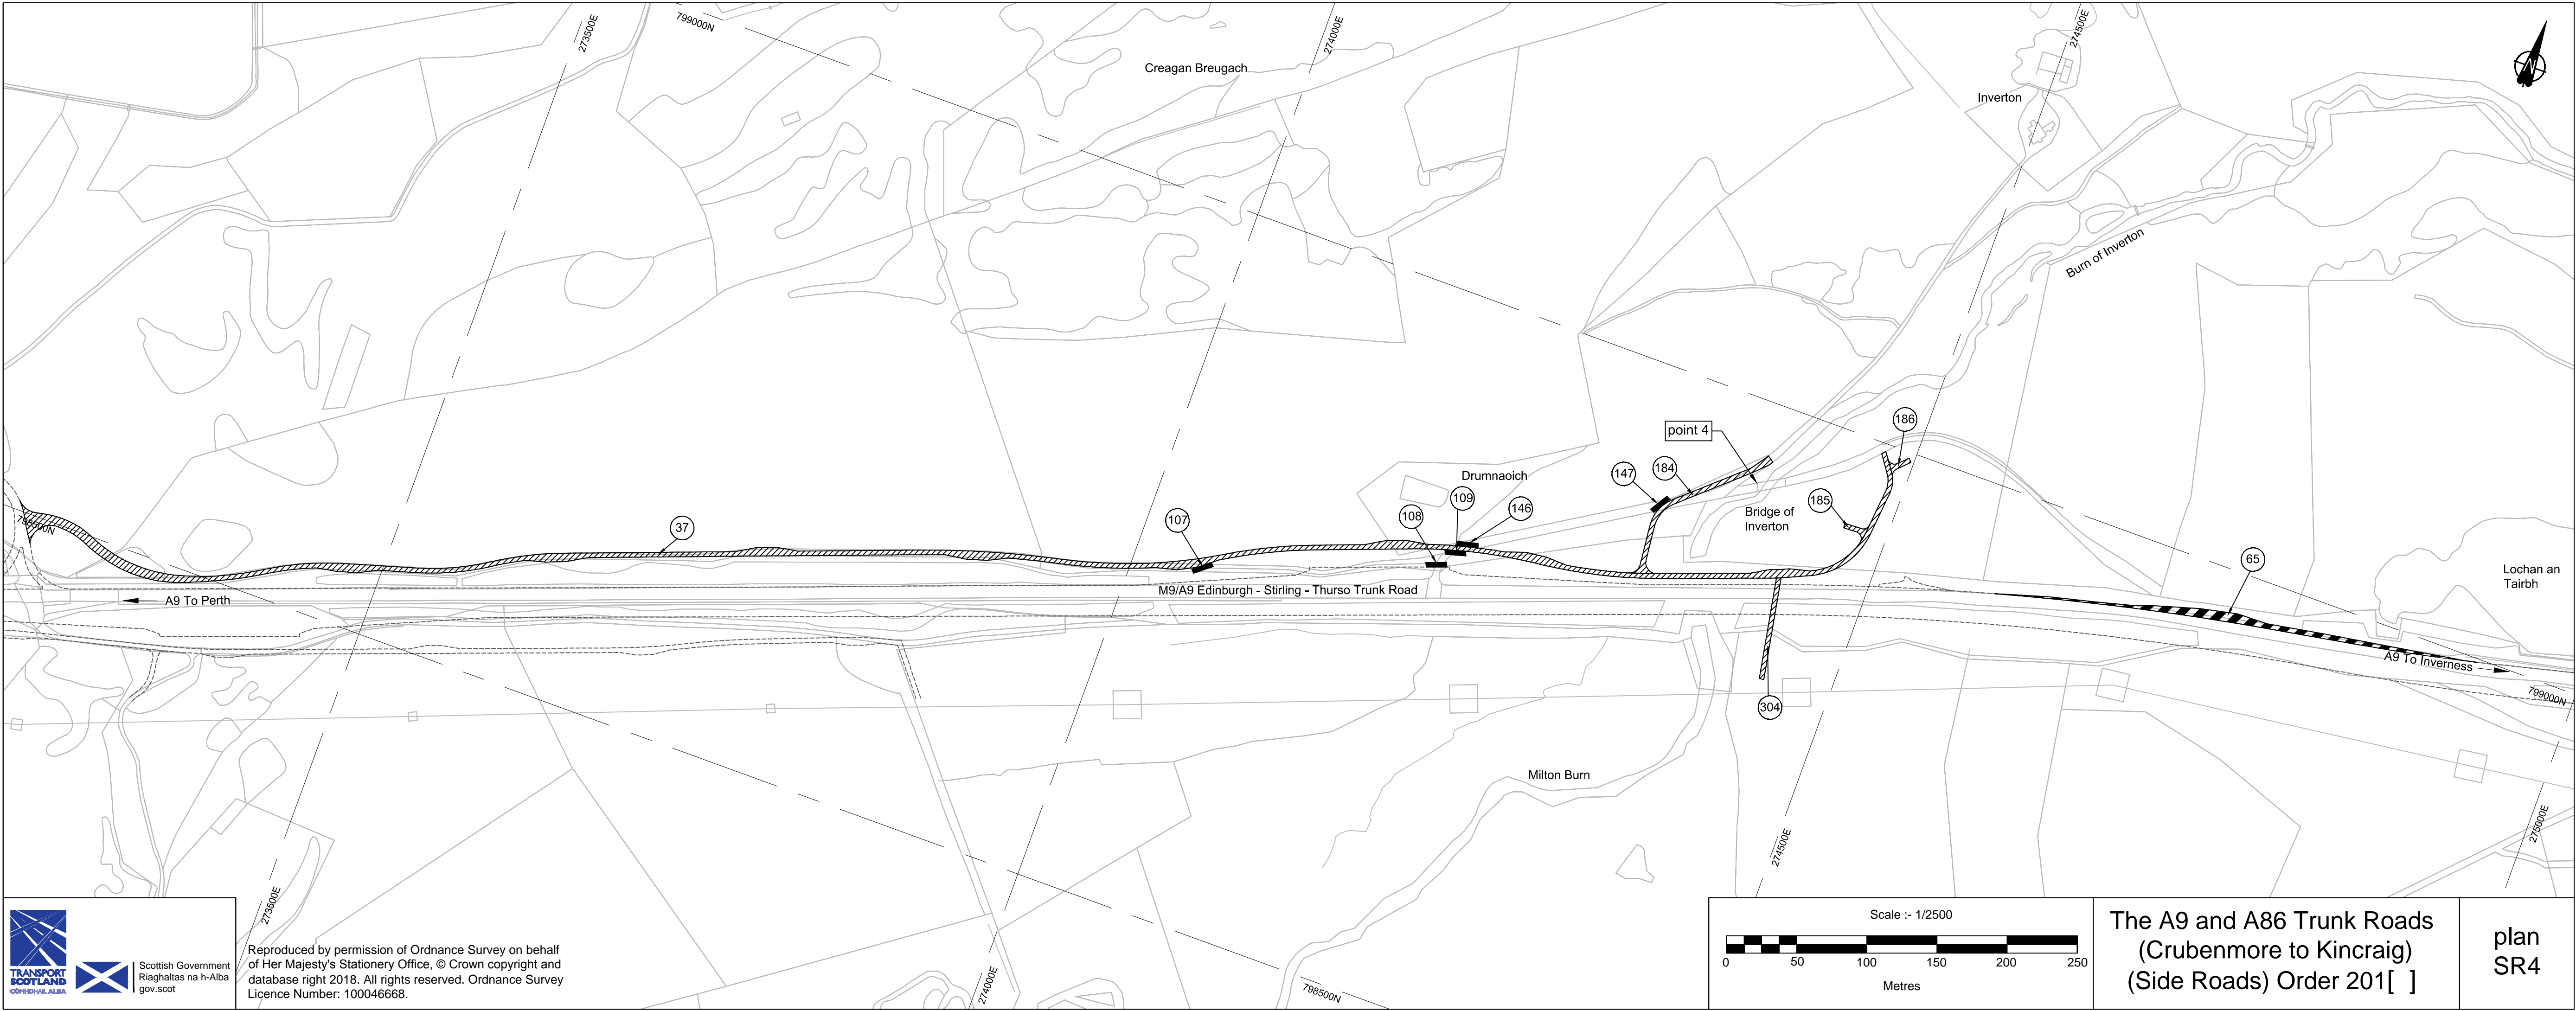 273500E
799000N
274000E
274500E
Creagan Breugach
Inverton
N
Burn of Inverton
186
point 4
147
184
Drumnaoich
109
146
108
107
37
798500N
185
Bridge of
Inverton
65
Lochan an
Tairbh
M9/A9 Edinburgh - Stirling - Thurso Trunk Road
A9 To Perth
A9 To Inverness
799000N
304
Milton Burn
273500E
274000E
798500N
274500E
275000E
TRANSPORT
SCOTLAND
CÒMHDHAIL ALBA
Scottish Government
Riaghaltas na h-Alba
gov.scot
Reproduced by permission of Ordnance Survey on behalf
of Her Majesty's Stationery Office, © Crown copyright and
database right 2018. All rights reserved. Ordnance Survey
Licence Number: 100046668.
Scale :- 1/2500
0 50 100 150 200 250
Metres
The A9 and A86 Trunk Roads
(Crubenmore to Kincraig)
(Side Roads) Order 201[ ]
plan
SR4